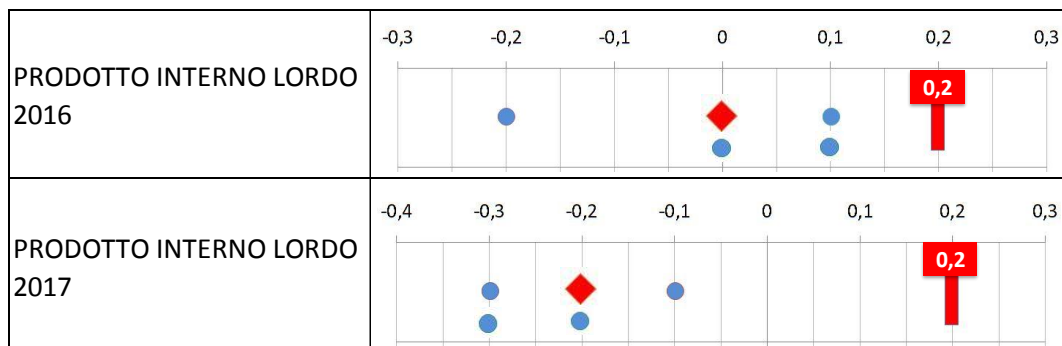 -0,3 -0,2 -0,1 0 0,1 0,2 0,3
PRODOTTO INTERNO LORDO
2016
0,2
-0,4 -0,3 -0,2 -0,1 0 0,1 0,2 0,3
PRODOTTO INTERNO LORDO
2017
0,2